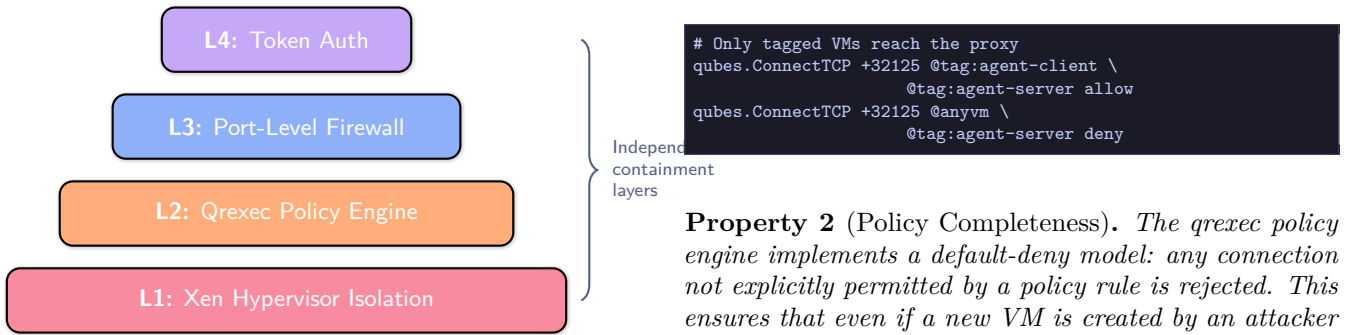 L4: Token Auth
L3: Port-Level Firewall
L2: Qrexec Policy Engine
L1: Xen Hypervisor Isolation
containment
layers
# Only tagged VMs reach the proxy
qubes.ConnectTCP +32125 @tag:agent-client \
@tag:agent-server allow
qubes.ConnectTCP +32125 @anyvm \
@tag:agent-server deny
Property 2 (Policy Completeness). The qrexec policy
engine implements a default-deny model: any connection
not explicitly permitted by a policy rule is rejected. This
ensures that even if a new VM is created by an attacker